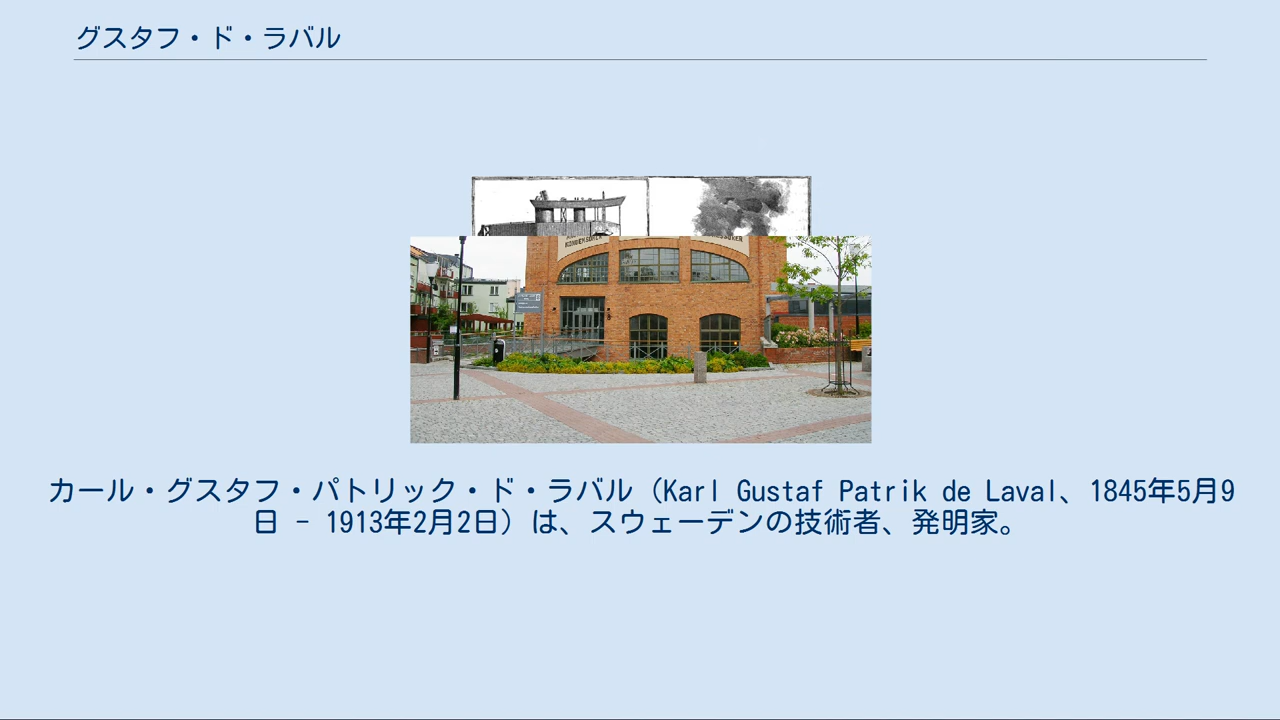 グスタフ・ド・ラバル
カール・グスタフ・パトリック・ド・ラバル（Karl Gustaf Patrik de Laval、1845年5月9
日 - 1913年2月2日）は、スウェーデンの技術者、発明家。